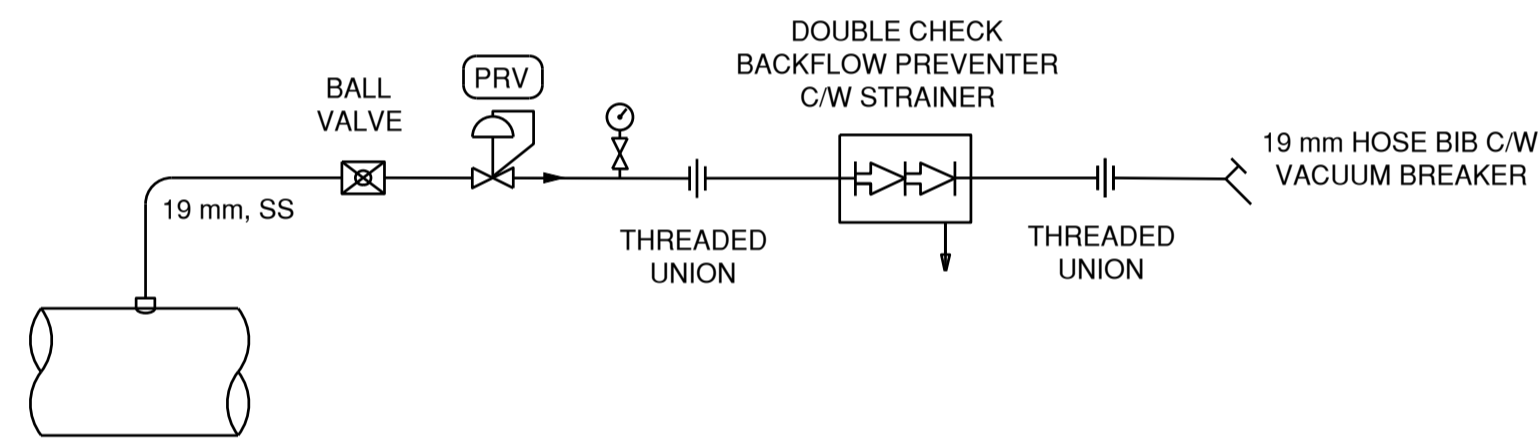 DOUBLE CHECK
BACKFLOW PREVENTER
C/W STRAINER
PRV
BALL
VALVE
19 mm HOSE BIB C/W
VACUUM BREAKER
19 mm, SS
THREADED
UNION
THREADED
UNION